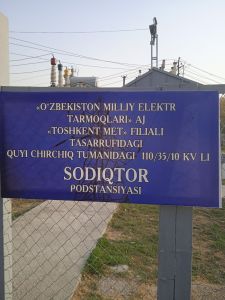 «O'ZBEKISTON MILLIY ELEKTR
TARMOQLARI» AJ
«TOSHKENT MET» FILIALI
TASARRUFIDAGI
QUYI CHIRCHIQ TUMANIDAGI 110/35/10 KV LI
SODIQTOR
PODSTANSIYASI